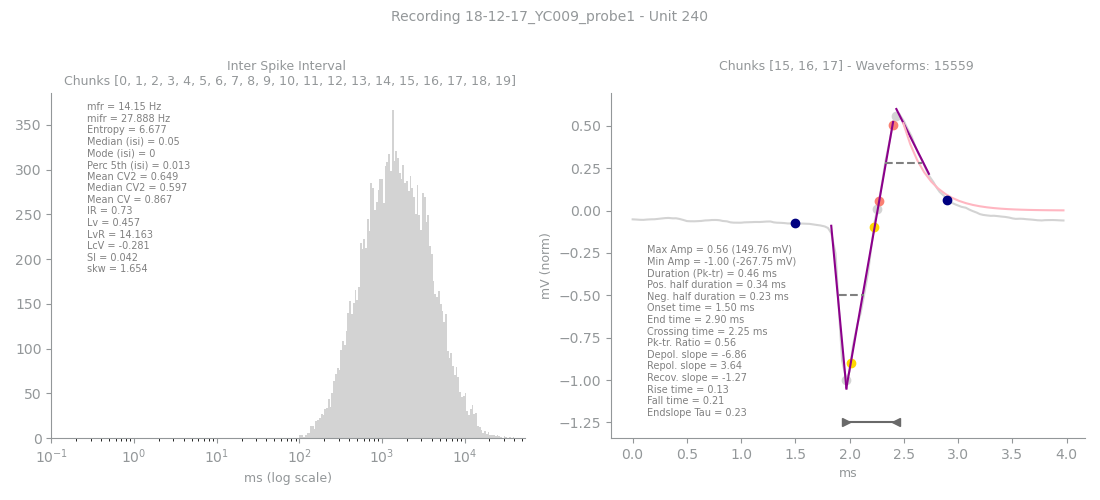 Recording 18-12-17_YC009_probe1 - Unit 240
Inter Spike Interval
Chunks [0, 1, 2, 3, 4, 5, 6, 7, 8, 9, 10, 11, 12, 13, 14, 15, 16, 17, 18, 19]
mfr = 14.15 Hz
mifr = 27.888 Hz
Entropy = 6.677
Median (isi) = 0.05
Mode (isi) = 0
Perc 5th (isi) = 0.013
Mean CV2 = 0.649
Median CV2 = 0.597
Mean CV = 0.867
IR = 0.73
Lv = 0.457
LvR = 14.163
LcV = -0.281
SI = 0.042
skw = 1.654
350
300
250
200
150
100
50
0
10⁻¹ 10⁰ 10¹ 10² 10³ 10⁴
ms (log scale)
Chunks [15, 16, 17] - Waveforms: 15559
mV (norm)
0.50
0.25
0.00
−0.25
−0.50
−0.75
−1.00
−1.25
Max Amp = 0.56 (149.76 mV)
Min Amp = -1.00 (-267.75 mV)
Duration (Pk-tr) = 0.46 ms
Pos. half duration = 0.34 ms
Neg. half duration = 0.23 ms
Onset time = 1.50 ms
End time = 2.90 ms
Crossing time = 2.25 ms
Pk-tr. Ratio = 0.56
Depol. slope = -6.86
Repol. slope = 3.64
Recov. slope = -1.27
Rise time = 0.13
Fall time = 0.21
Endslope Tau = 0.23
0.0 0.5 1.0 1.5 2.0 2.5 3.0 3.5 4.0
ms